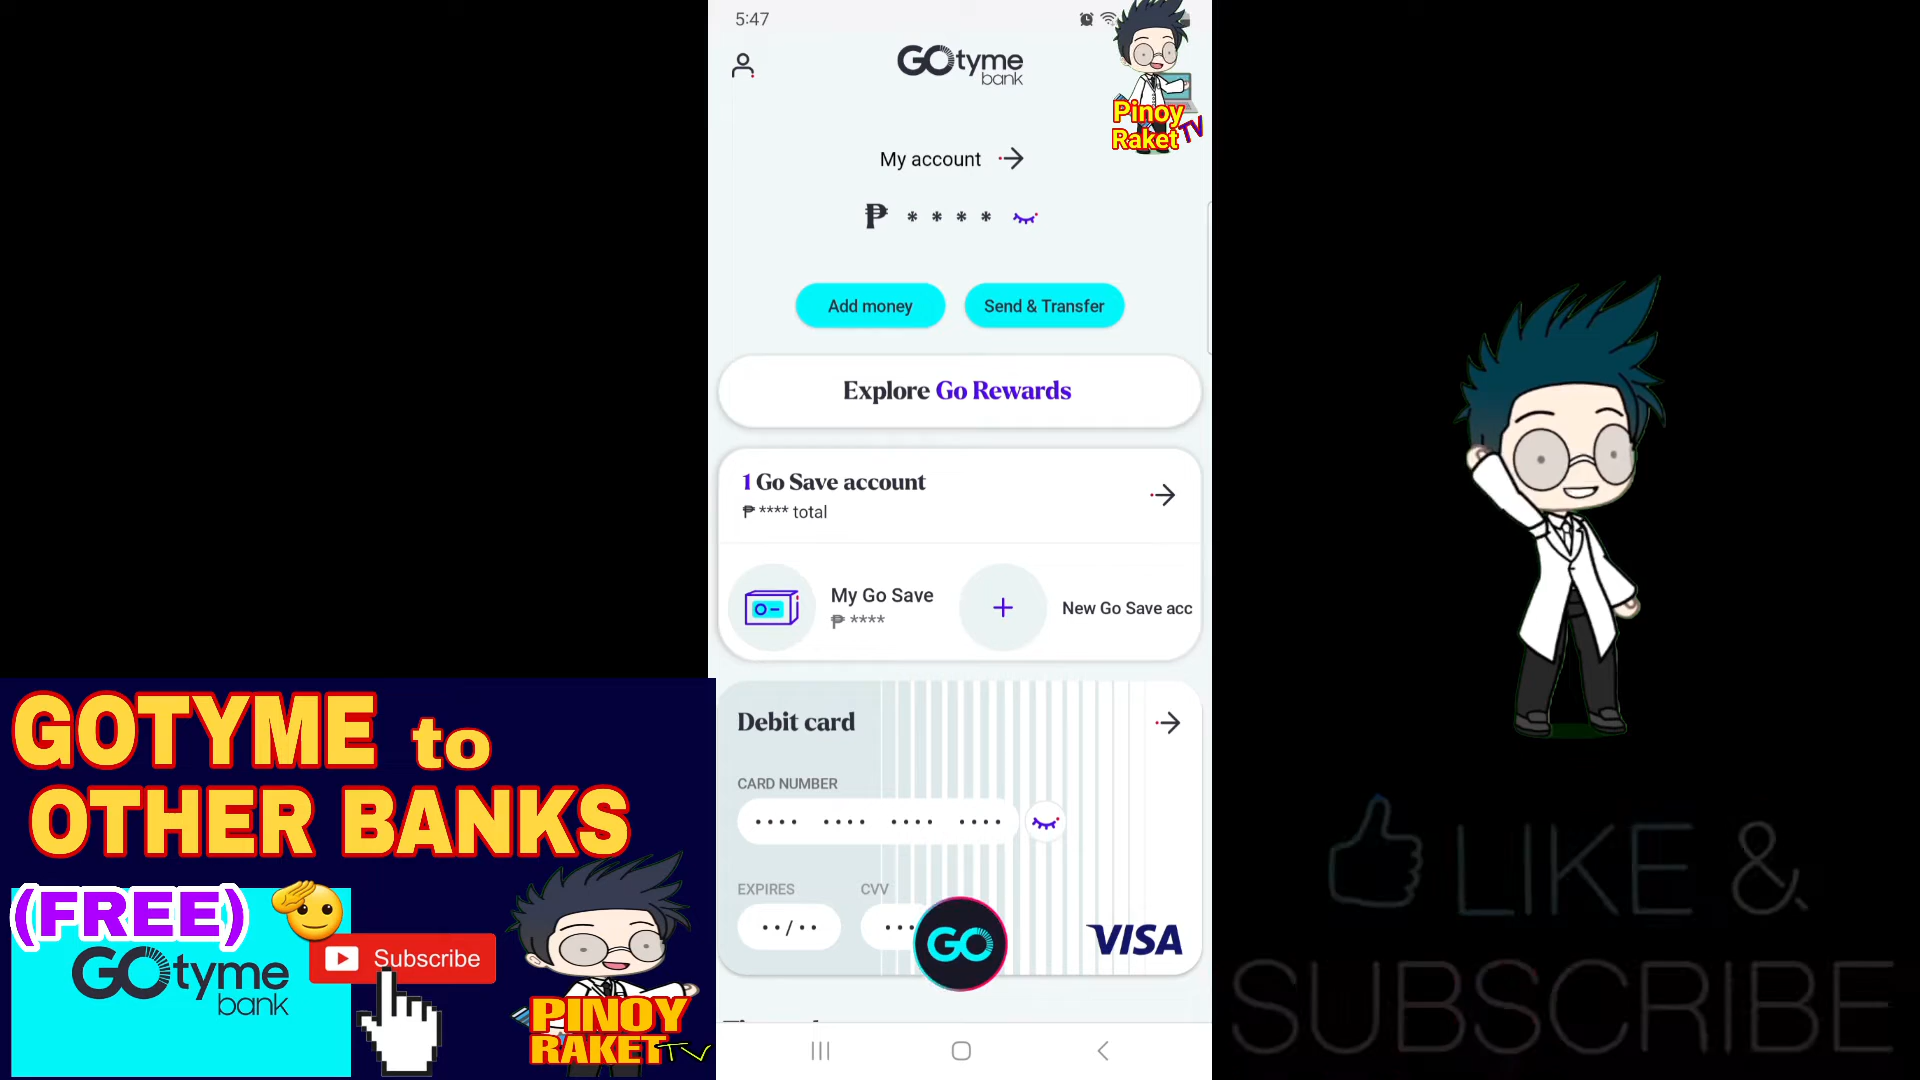 5:47
GOtyme
bank
Pinoy
Raket TV
My account
₱ ****
Add money
Send & Transfer
Explore Go Rewards
1 Go Save account
₱ **** total
My Go Save
₱ ****
New Go Save acc
Debit card
CARD NUMBER
•••• •••• •••• ••••
EXPIRES
CVV
••/••
•••
GO
VISA
GOTYME to
OTHER BANKS
(FREE)
GOtyme
bank
Subscribe
PINOY
RAKET TV
LIKE &
SUBSCRIBE